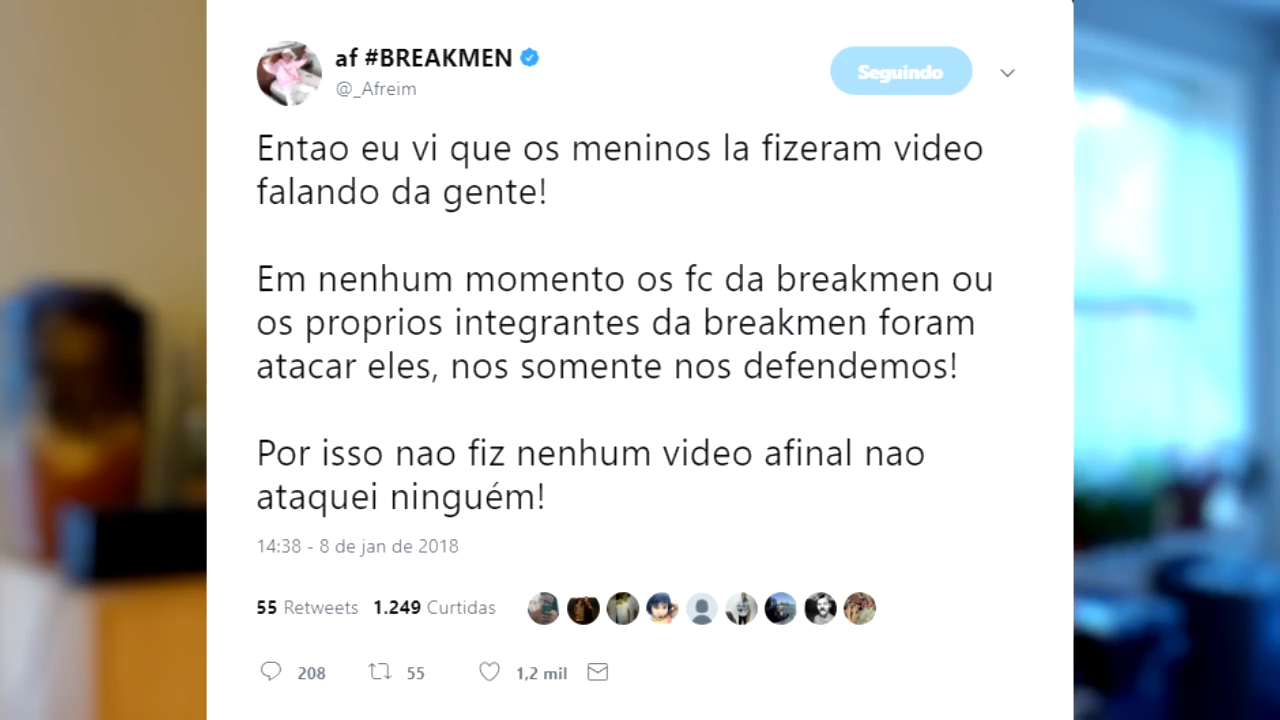 af #BREAKMEN
@_Afreim
Seguindo
Entao eu vi que os meninos la fizeram video
falando da gente!
Em nenhum momento os fc da breakmen ou
os proprios integrantes da breakmen foram
atacar eles, nos somente nos defendemos!
Por isso nao fiz nenhum video afinal nao
ataquei ninguém!
14:38 - 8 de jan de 2018
55 Retweets 1.249 Curtidas
208 55 1,2 mil